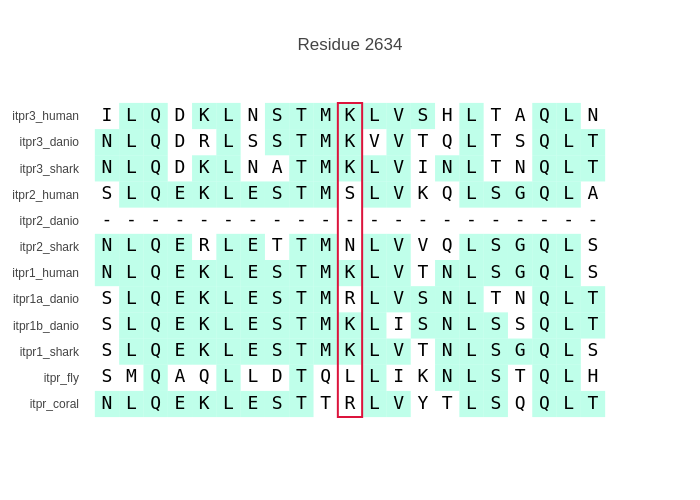 Residue 2634
itpr3_human I L Q D K L N S T M K L V S H L T A Q L N
itpr3_danio N L Q D R L S S T M K V V T Q L T S Q L T
itpr3_shark N L Q D K L N A T M K L V I N L T N Q L T
itpr2_human S L Q E K L E S T M S L V K Q L S G Q L A
itpr2_danio - - - - - - - - - - - - - - - - - - - - -
itpr2_shark N L Q E R L E T T M N L V V Q L S G Q L S
itpr1_human N L Q E K L E S T M K L V T N L S G Q L S
itpr1a_danio S L Q E K L E S T M R L V S N L T N Q L T
itpr1b_danio S L Q E K L E S T M K L I S N L S S Q L T
itpr1_shark S L Q E K L E S T M K L V T N L S G Q L S
itpr_fly S M Q A Q L L D T Q L L I K N L S T Q L H
itpr_coral N L Q E K L E S T T R L V Y T L S Q Q L T